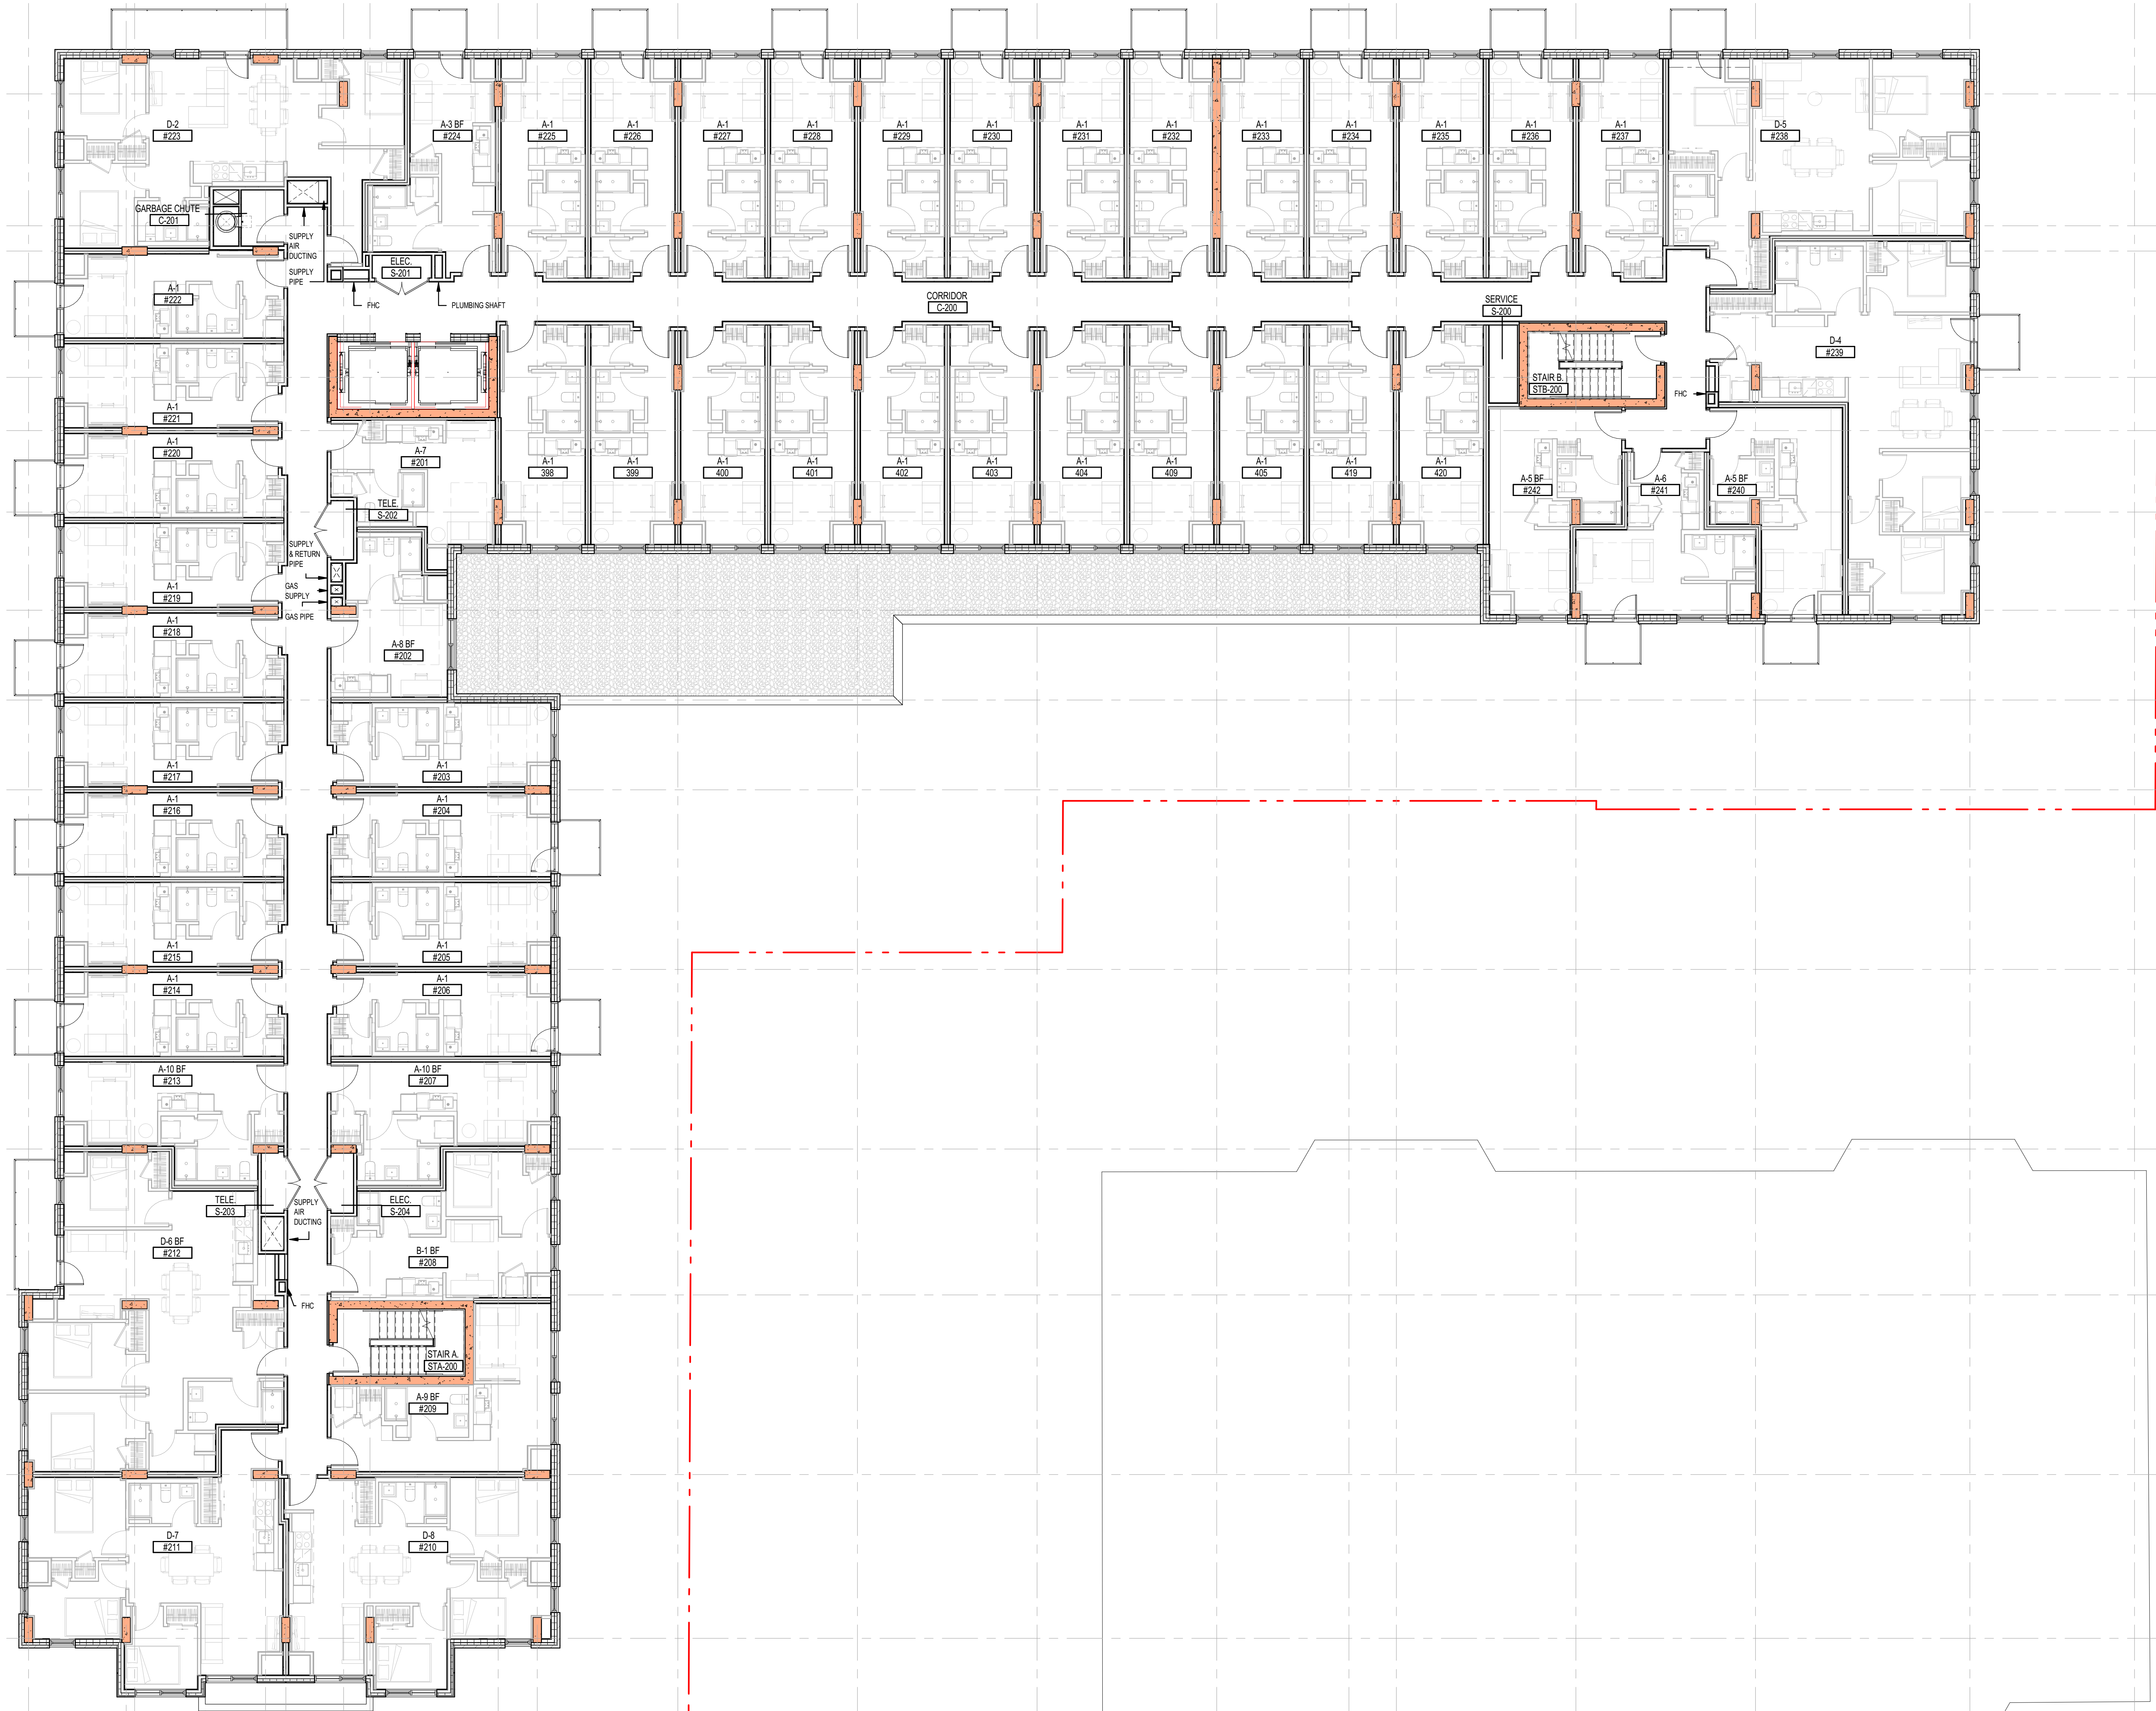 D-2
#223
A-3 BF
#224
A-1
#225
A-1
#226
A-1
#227
A-1
#228
A-1
#229
A-1
#230
A-1
#231
A-1
#232
A-1
#233
A-1
#234
A-1
#235
A-1
#236
A-1
#237
D-5
#238
GARBAGE CHUTE
C-201
SUPPLY
AIR
DUCTING
SUPPLY
PIPE
ELEC.
S-201
FHC
PLUMBING SHAFT
CORRIDOR
C-200
SERVICE
S-200
A-1
#222
D-4
#239
STAIR B.
STB-200
FHC
A-1
#221
A-1
#220
A-7
#201
A-1
398
A-1
399
A-1
400
A-1
401
A-1
402
A-1
403
A-1
404
A-1
409
A-1
405
A-1
419
A-1
420
A-5 BF
#242
A-6
#241
A-5 BF
#240
TELE.
S-202
SUPPLY
& RETURN
PIPE
GAS
SUPPLY
GAS PIPE
A-1
#219
A-1
#218
A-8 BF
#202
A-1
#217
A-1
#203
A-1
#216
A-1
#204
A-1
#215
A-1
#205
A-1
#214
A-1
#206
A-10 BF
#213
A-10 BF
#207
TELE.
S-203
SUPPLY
AIR
DUCTING
ELEC.
S-204
D-6 BF
#212
B-1 BF
#208
FHC
STAIR A.
STA-200
A-9 BF
#209
D-7
#211
D-8
#210